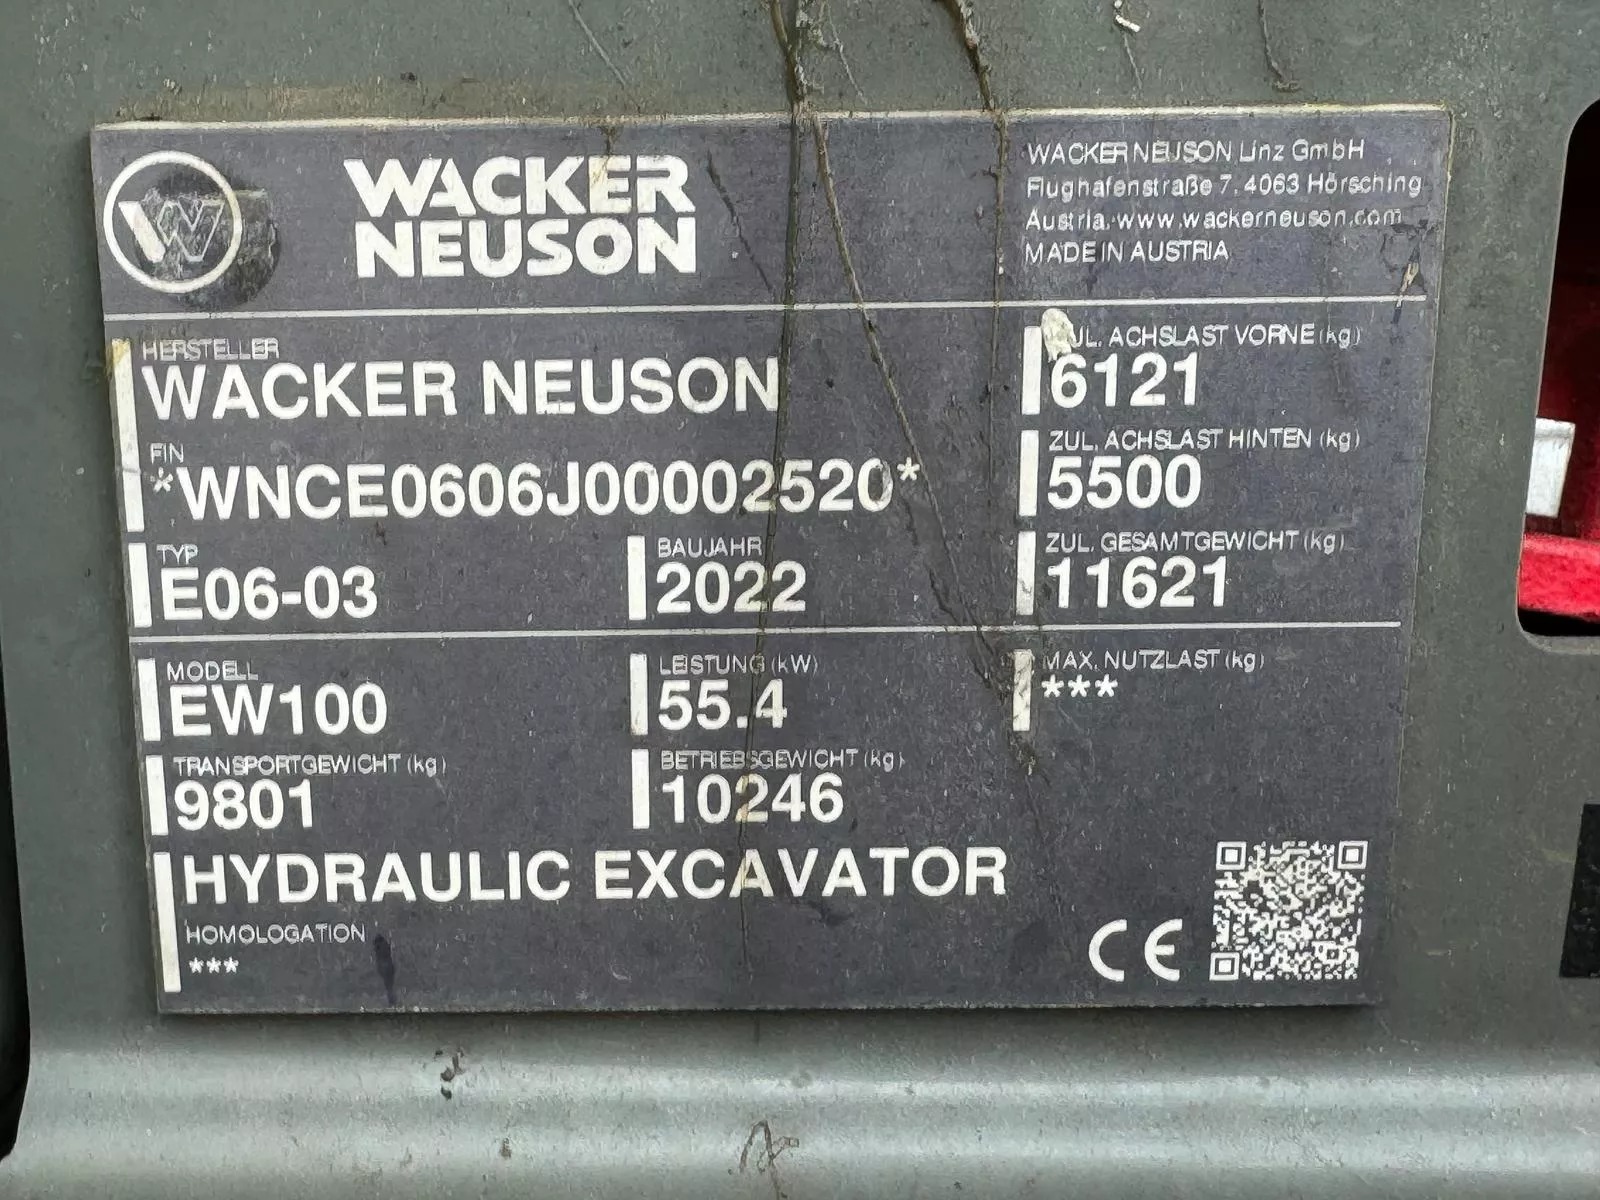 WACKER
NEUSON
WACKER NEUSON Linz GmbH
Flughafenstraße 7, 4063 Hörsching
Austria, www.wackerneuson.com
MADE IN AUSTRIA
HERSTELLER
WACKER NEUSON
FIN
*WNCE0606J00002520*
TYP
E06-03
BAUJAHR
2022
ZUL. ACHSLAST VORNE (kg)
6121
ZUL. ACHSLAST HINTEN (kg)
5500
ZUL. GESAMTGEWICHT (kg)
11621
MODELL
EW100
LEISTUNG (kW)
55.4
MAX. NUTZLAST (kg)
***
TRANSPORTGEWICHT (kg)
9801
BETRIEBSGEWICHT (kg)
10246
HYDRAULIC EXCAVATOR
HOMOLOGATION
***
CE